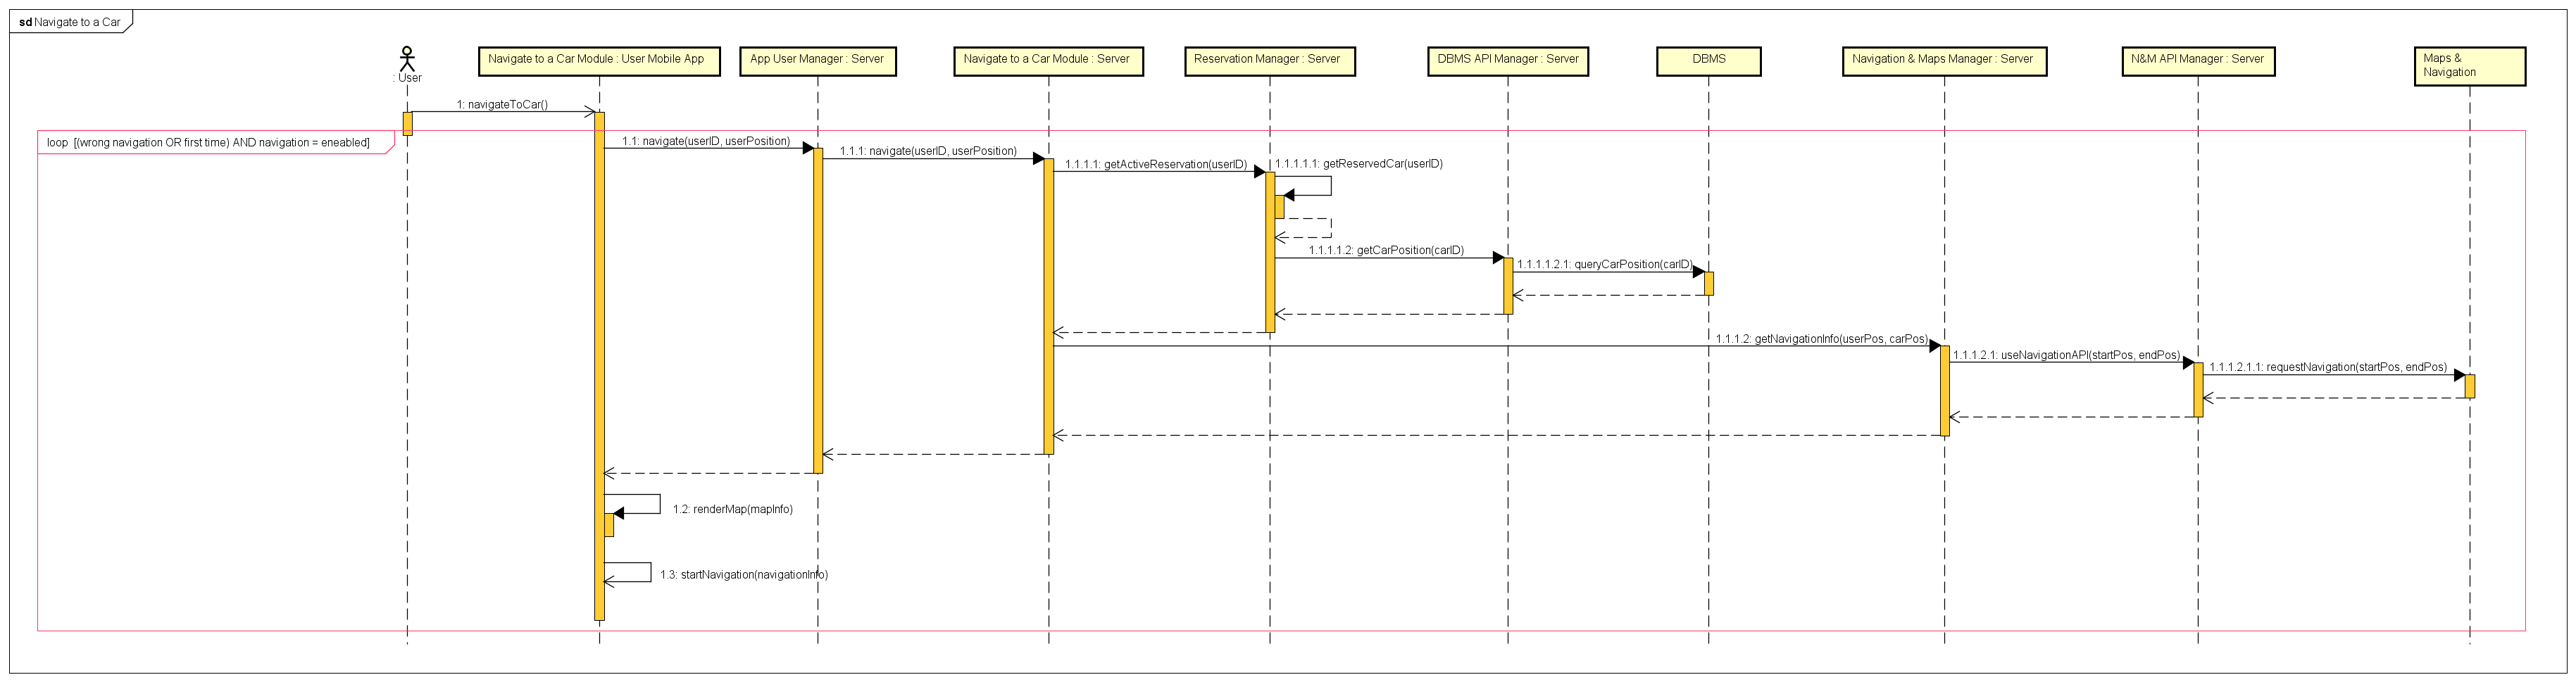 sd Navigate to a Car
: User
Navigate to a Car Module : User Mobile App
App User Manager : Server
Navigate to a Car Module : Server
Reservation Manager : Server
DBMS API Manager : Server
DBMS
Navigation & Maps Manager : Server
N&M API Manager : Server
Maps &
Navigation
1: navigateToCar()
loop [(wrong navigation OR first time) AND navigation = eneabled]
1.1: navigate(userID, userPosition)
1.1.1: navigate(userID, userPosition)
1.1.1.1: getActiveReservation(userID)
1.1.1.1.1: getReservedCar(userID)
1.1.1.1.2: getCarPosition(carID)
1.1.1.1.2.1: queryCarPosition(carID)
1.1.1.2: getNavigationInfo(userPos, carPos)
1.1.1.2.1: useNavigationAPI(startPos, endPos)
1.1.1.2.1.1: requestNavigation(startPos, endPos)
1.2: renderMap(mapInfo)
1.3: startNavigation(navigationInfo)